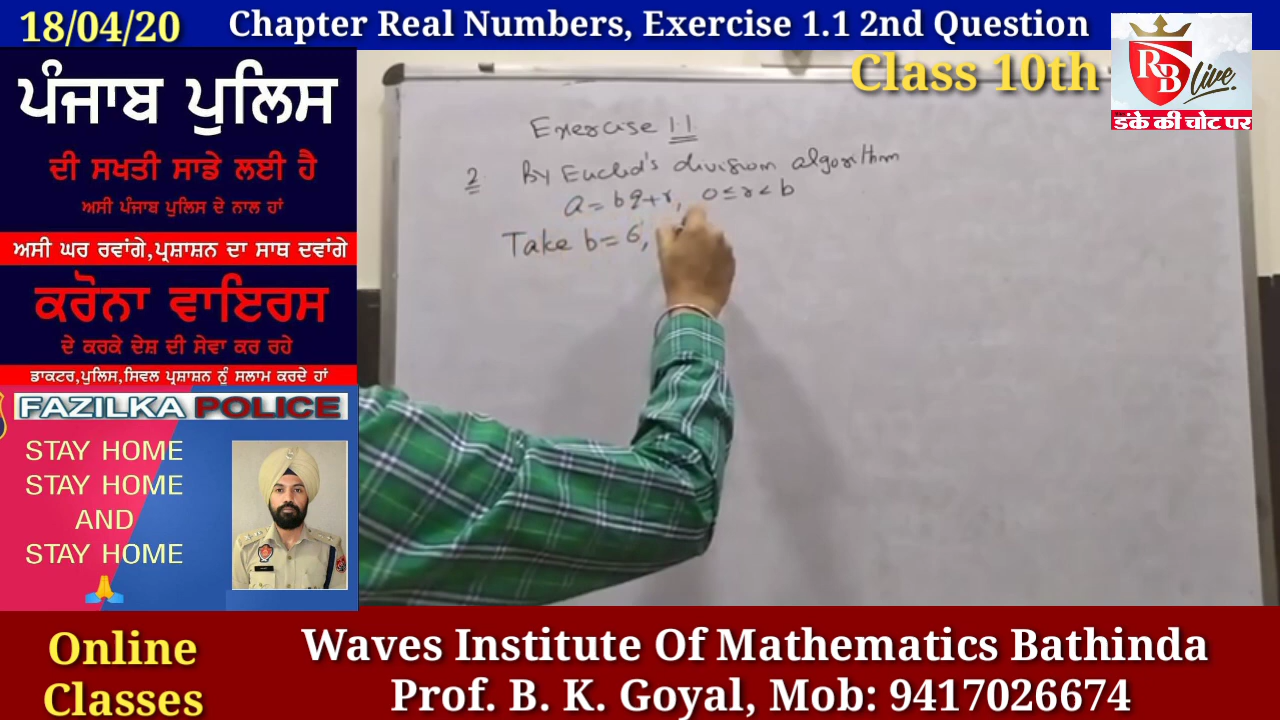 18/04/20
Chapter Real Numbers, Exercise 1.1 2nd Question
Class 10th
RB
Live.
डंके की चोट पर
ਪੰਜਾਬ ਪੁਲਿਸ
ਦੀ ਸਖਤੀ ਸਾਡੇ ਲਈ ਹੈ
ਅਸੀ ਪੰਜਾਬ ਪੁਲਿਸ ਦੇ ਨਾਲ ਹਾਂ
ਅਸੀ ਘਰ ਰਵਾਂਗੇ,ਪ੍ਰਸ਼ਾਸ਼ਨ ਦਾ ਸਾਥ ਦਵਾਂਗੇ
ਕਰੋਨਾ ਵਾਇਰਸ
ਦੇ ਕਰਕੇ ਦੇਸ਼ ਦੀ ਸੇਵਾ ਕਰ ਰਹੇ
ਡਾਕਟਰ,ਪੁਲਿਸ,ਸਿਵਲ ਪ੍ਰਸ਼ਾਸ਼ਨ ਨੂੰ ਸਲਾਮ ਕਰਦੇ ਹਾਂ
FAZILKA POLICE
STAY HOME
STAY HOME
AND
STAY HOME
Exercise 1.1
2. By Euclid's division algorithm
a = bq + r, 0 ≤ r < b
Take b = 6,
Online
Classes
Waves Institute Of Mathematics Bathinda
Prof. B. K. Goyal, Mob: 9417026674